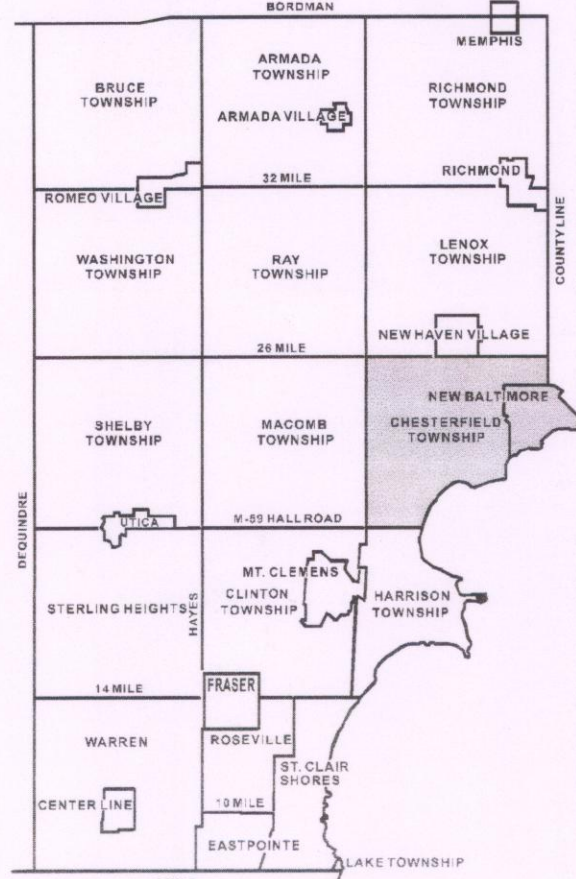 BORDMAN
MEMPHIS
ARMADA
TOWNSHIP
BRUCE
TOWNSHIP
RICHMOND
TOWNSHIP
ARMADA VILLAGE
RICHMOND
32 MILE
ROMEO VILLAGE
COUNTY LINE
WASHINGTON
TOWNSHIP
RAY
TOWNSHIP
LENOX
TOWNSHIP
NEW HAVEN VILLAGE
26 MILE
NEW BALTIMORE
CHESTERFIELD
TOWNSHIP
SHELBY
TOWNSHIP
MACOMB
TOWNSHIP
DEQUINDRE
UTICA
M-59 HALL ROAD
MT. CLEMENS
CLINTON
TOWNSHIP
HARRISON
TOWNSHIP
STERLING HEIGHTS
HAYES
14 MILE
FRASER
WARREN
ROSEVILLE
ST. CLAIR
SHORES
CENTER LINE
10 MILE
EASTPOINTE
LAKE TOWNSHIP